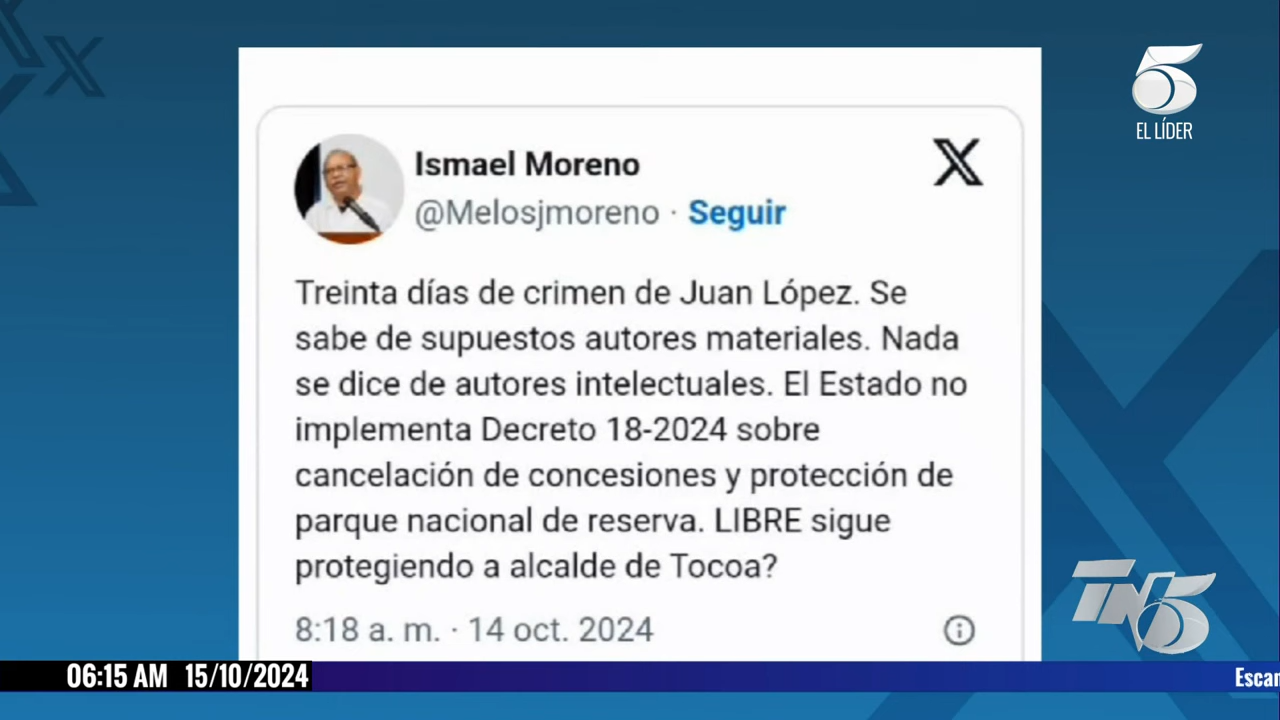 5
EL LÍDER
Ismael Moreno
X
@Melosjmoreno · Seguir
Treinta días de crimen de Juan López. Se
sabe de supuestos autores materiales. Nada
se dice de autores intelectuales. El Estado no
implementa Decreto 18-2024 sobre
cancelación de concesiones y protección de
parque nacional de reserva. LIBRE sigue
protegiendo a alcalde de Tocoa?
8:18 a. m. · 14 oct. 2024
TN5
06:15 AM 15/10/2024